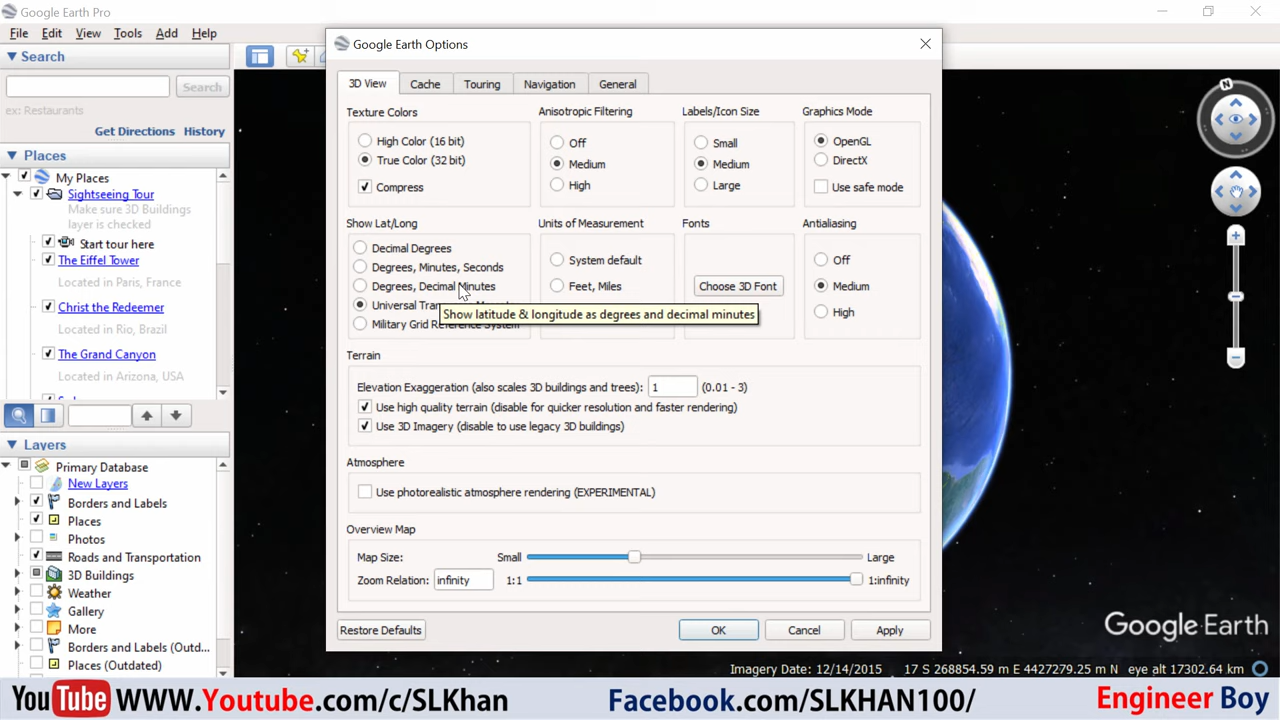 Google Earth Pro
File Edit View Tools Add Help
Search
Search
ex: Restaurants
Get Directions History
Places
My Places
Sightseeing Tour
Make sure 3D Buildings
layer is checked
Start tour here
The Eiffel Tower
Located in Paris, France
Christ the Redeemer
Located in Rio, Brazil
The Grand Canyon
Located in Arizona, USA
Layers
Primary Database
New Layers
Borders and Labels
Places
Photos
Roads and Transportation
3D Buildings
Weather
Gallery
More
Borders and Labels (Outd...
Places (Outdated)
Google Earth Options
3D View Cache Touring Navigation General
Texture Colors
High Color (16 bit)
True Color (32 bit)
Compress
Anisotropic Filtering
Off
Medium
High
Labels/Icon Size
Small
Medium
Large
Graphics Mode
OpenGL
DirectX
Use safe mode
Show Lat/Long
Decimal Degrees
Degrees, Minutes, Seconds
Degrees, Decimal Minutes
Universal
Military Grid Reference System
Show latitude & longitude as degrees and decimal minutes
Units of Measurement
System default
Feet, Miles
Fonts
Choose 3D Font
Antialiasing
Off
Medium
High
Terrain
Elevation Exaggeration (also scales 3D buildings and trees): 1 (0.01 - 3)
Use high quality terrain (disable for quicker resolution and faster rendering)
Use 3D Imagery (disable to use legacy 3D buildings)
Atmosphere
Use photorealistic atmosphere rendering (EXPERIMENTAL)
Overview Map
Map Size: Small Large
Zoom Relation: infinity 1:1 1:infinity
Restore Defaults OK Cancel Apply
N
Google Earth
Imagery Date: 12/14/2015 17 S 268854.59 m E 4427279.25 m N eye alt 17302.64 km
YouTube WWW.Youtube.com/c/SLKhan Facebook.com/SLKHAN100/ Engineer Boy